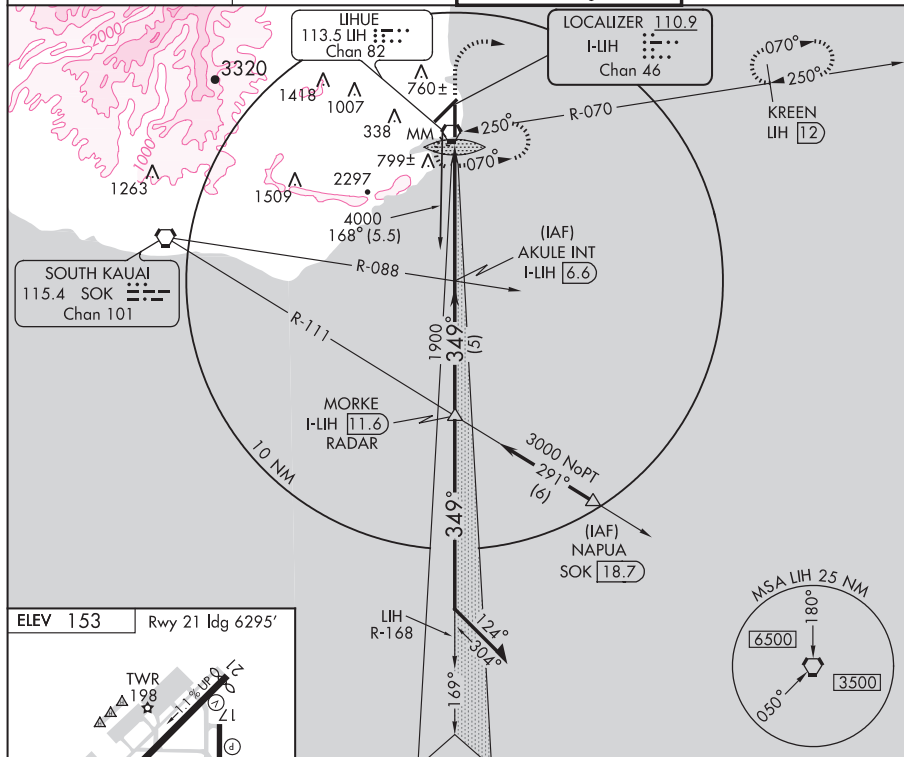 LIHUE
113.5 LIH
Chan 82
LOCALIZER 110.9
I-LIH
Chan 46
2000
3320
1418
1007
760±
338
MM
799±
1263
1509
2297
250°
070°
R-070
070°
250°
KREEN
LIH 12
4000
168° (5.5)
(IAF)
AKULE INT
I-LIH 6.6
SOUTH KAUAI
115.4 SOK
Chan 101
R-088
R-111
1900
349°
(5)
MORKE
I-LIH 11.6
RADAR
10 NM
3000 NoPT
291°
(6)
349°
(IAF)
NAPUA
SOK 18.7
LIH
R-168
124°
304°
169°
MSA LIH 25 NM
180°
6500
3500
050°
ELEV 153
Rwy 21 ldg 6295'
TWR
198
1.1% UP
21
V
17
P